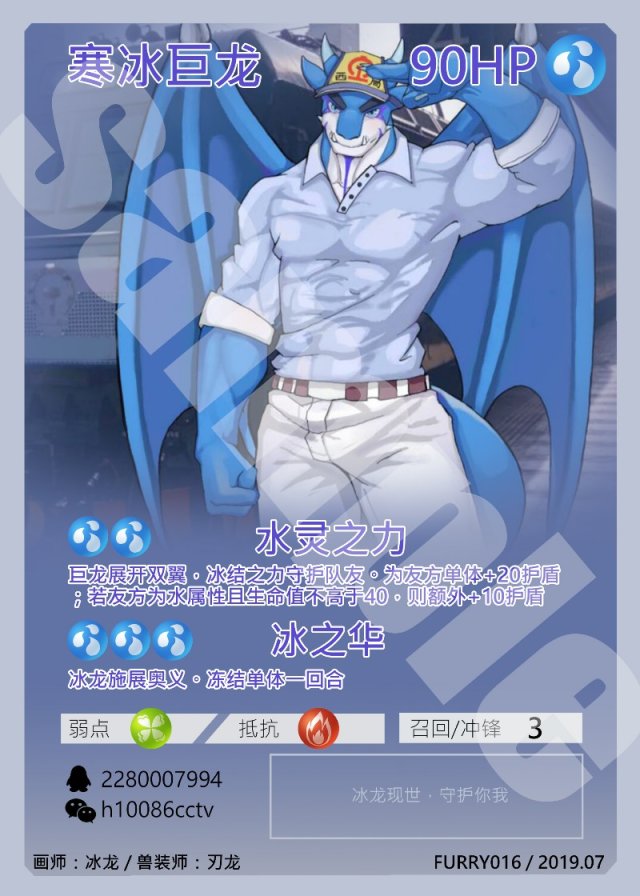 寒冰巨龙 90HP
西 高
水灵之力
巨龙展开双翼，冰结之力守护队友，为友方单体+20护盾
；若友方为水属性且生命值不高于40，则额外+10护盾
冰之华
冰龙施展奥义，冻结单体一回合
弱点 抵抗 召回/冲锋 3
2280007994
h10086cctv
冰龙现世，守护你我
画师：冰龙 / 兽装师：刃龙 FURRY016 / 2019.07
Sample